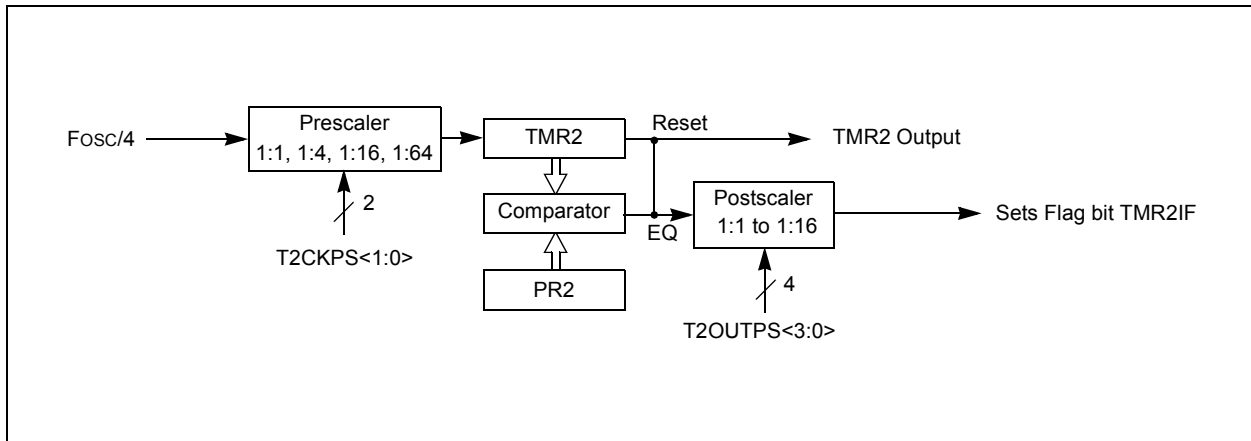 FOSC/4
Prescaler
1:1, 1:4, 1:16, 1:64
2
T2CKPS<1:0>
TMR2
Reset
TMR2 Output
Comparator
EQ
PR2
Postscaler
1:1 to 1:16
4
T2OUTPS<3:0>
Sets Flag bit TMR2IF